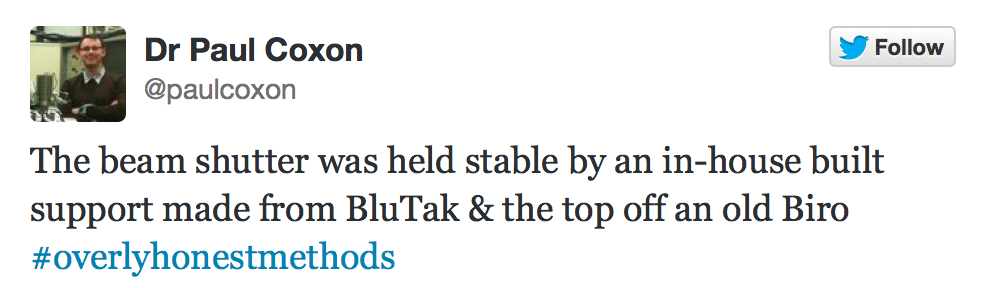 Dr Paul Coxon
@paulcoxon
Follow
The beam shutter was held stable by an in-house built
support made from BluTak & the top off an old Biro
#overlyhonestmethods